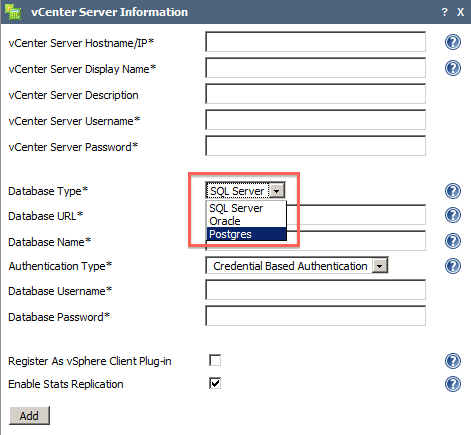 vCenter Server Information ? X
vCenter Server Hostname/IP* ?
vCenter Server Display Name* ?
vCenter Server Description
vCenter Server Username*
vCenter Server Password*
Database Type* SQL Server ?
SQL Server
Database URL* Oracle ?
Database Name* Postgres ?
Authentication Type* Credential Based Authentication ?
Database Username* ?
Database Password* ?
Register As vSphere Client Plug-in ?
Enable Stats Replication ?
Add